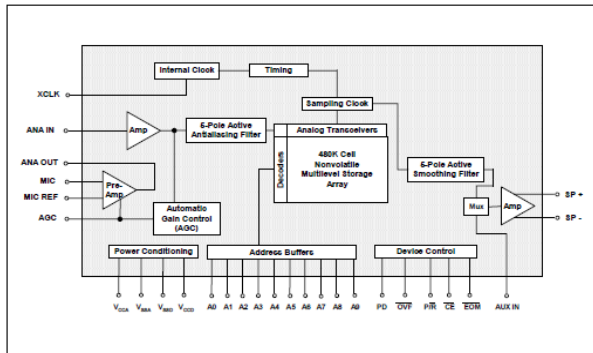 Internal Clock
Timing
XCLK
Sampling Clock
ANA IN
Amp
5-Pole Active
Antialiasing Filter
Analog Transceivers
ANA OUT
Decoders
480K Cell
Nonvolatile
Multilevel Storage
Array
5-Pole Active
Smoothing Filter
MIC
Pre-
Amp
MIC REF
SP +
Mux
Amp
SP -
AGC
Automatic
Gain Control
(AGC)
Power Conditioning
Address Buffers
Device Control
VCCA VSSA VSSD VCCD A0 A1 A2 A3 A4 A5 A6 A7 A8 A9 PD OVF P/R CE EOM AUX IN